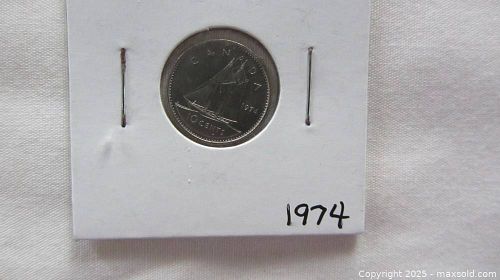 CANADA
1974
10 CENTS
1974
Copyright 2025 - maxsold.com